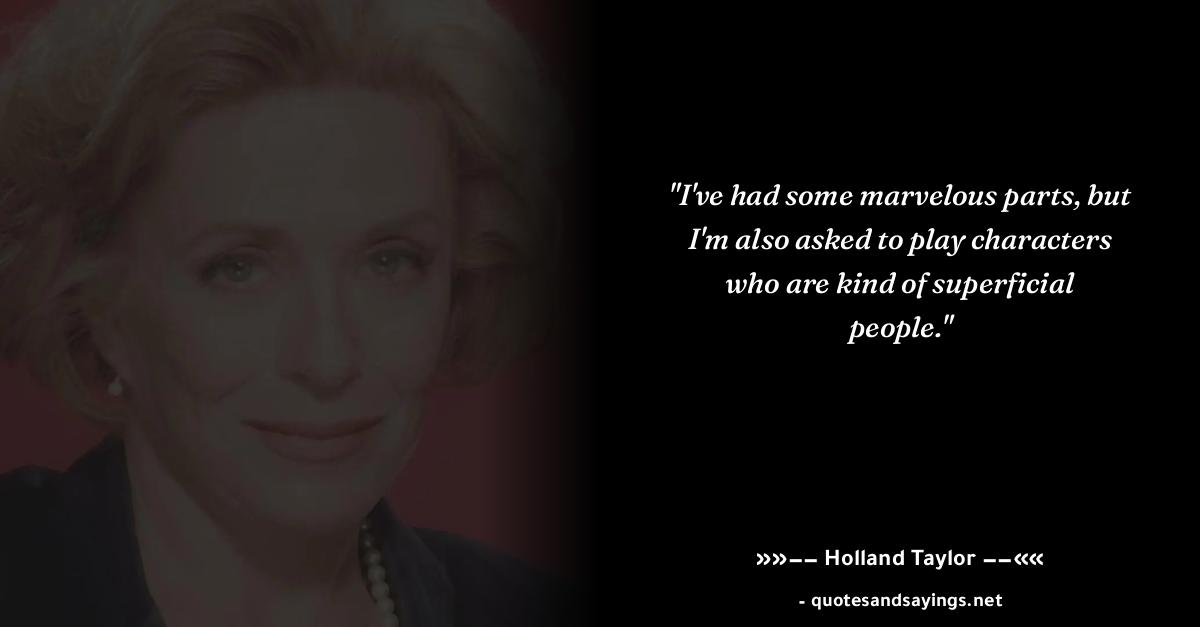 "I've had some marvelous parts, but
I'm also asked to play characters
who are kind of superficial
people."
»»–– Holland Taylor ––««
- quotesandsayings.net